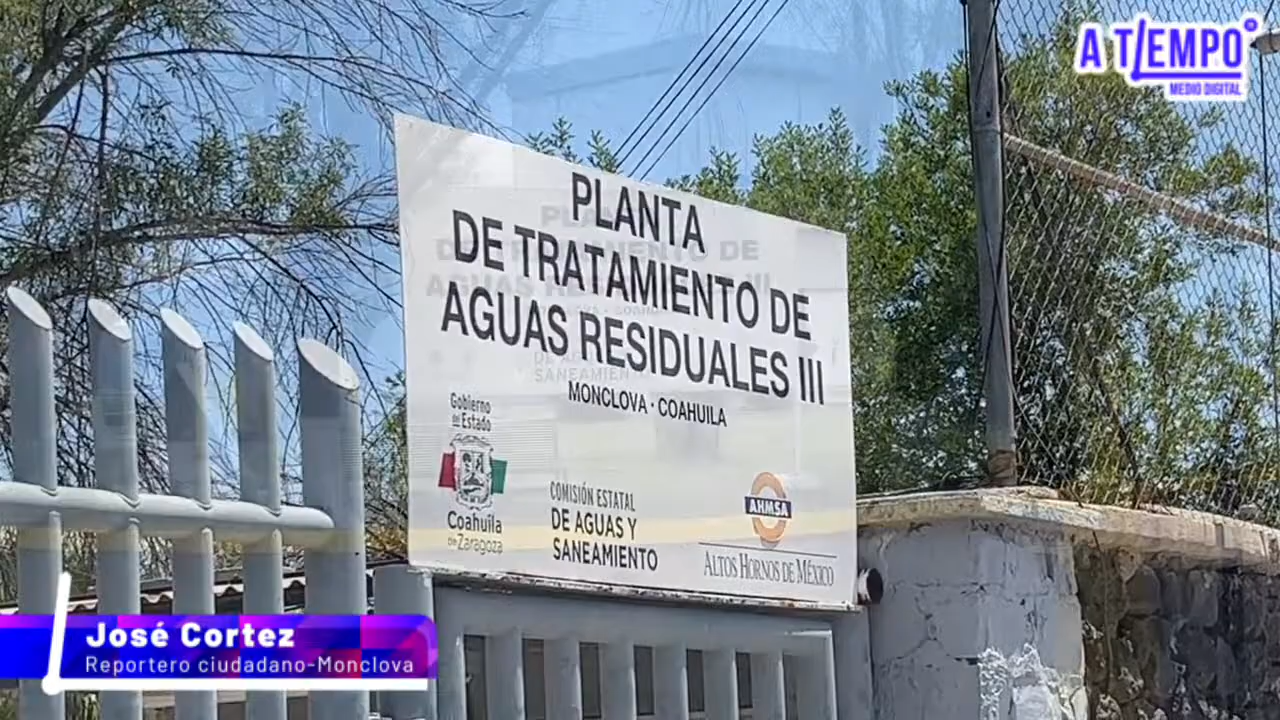 A TIEMPO
MEDIO DIGITAL
PLANTA
DE TRATAMIENTO DE
AGUAS RESIDUALES III
MONCLOVA · COAHUILA
Gobierno
del Estado
Coahuila
de Zaragoza
COMISIÓN ESTATAL
DE AGUAS Y
SANEAMIENTO
AHMSA
ALTOS HORNOS DE MÉXICO
José Cortez
Reportero ciudadano-Monclova